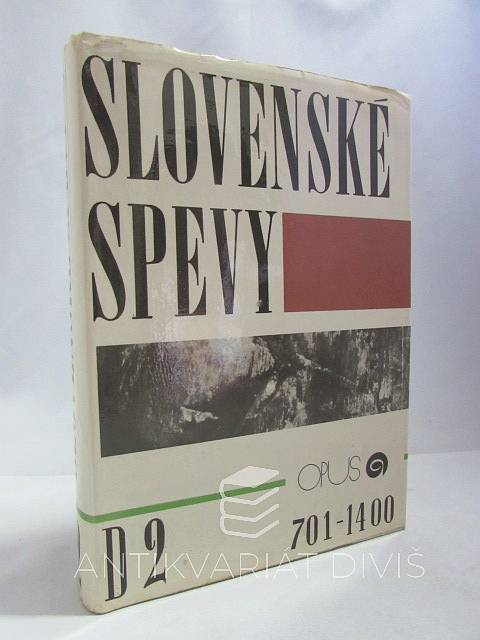 SLOVENSKÉ
SPEVY
OPUS
D2
701-1400
ANTIKVARIÁT DIVIŠ